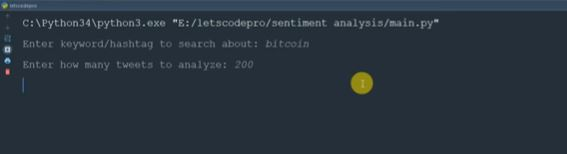 letscodepro
C:\Python34\python3.exe "E:/letscodepro/sentiment analysis/main.py"
Enter keyword/hashtag to search about: bitcoin
Enter how many tweets to analyze: 200